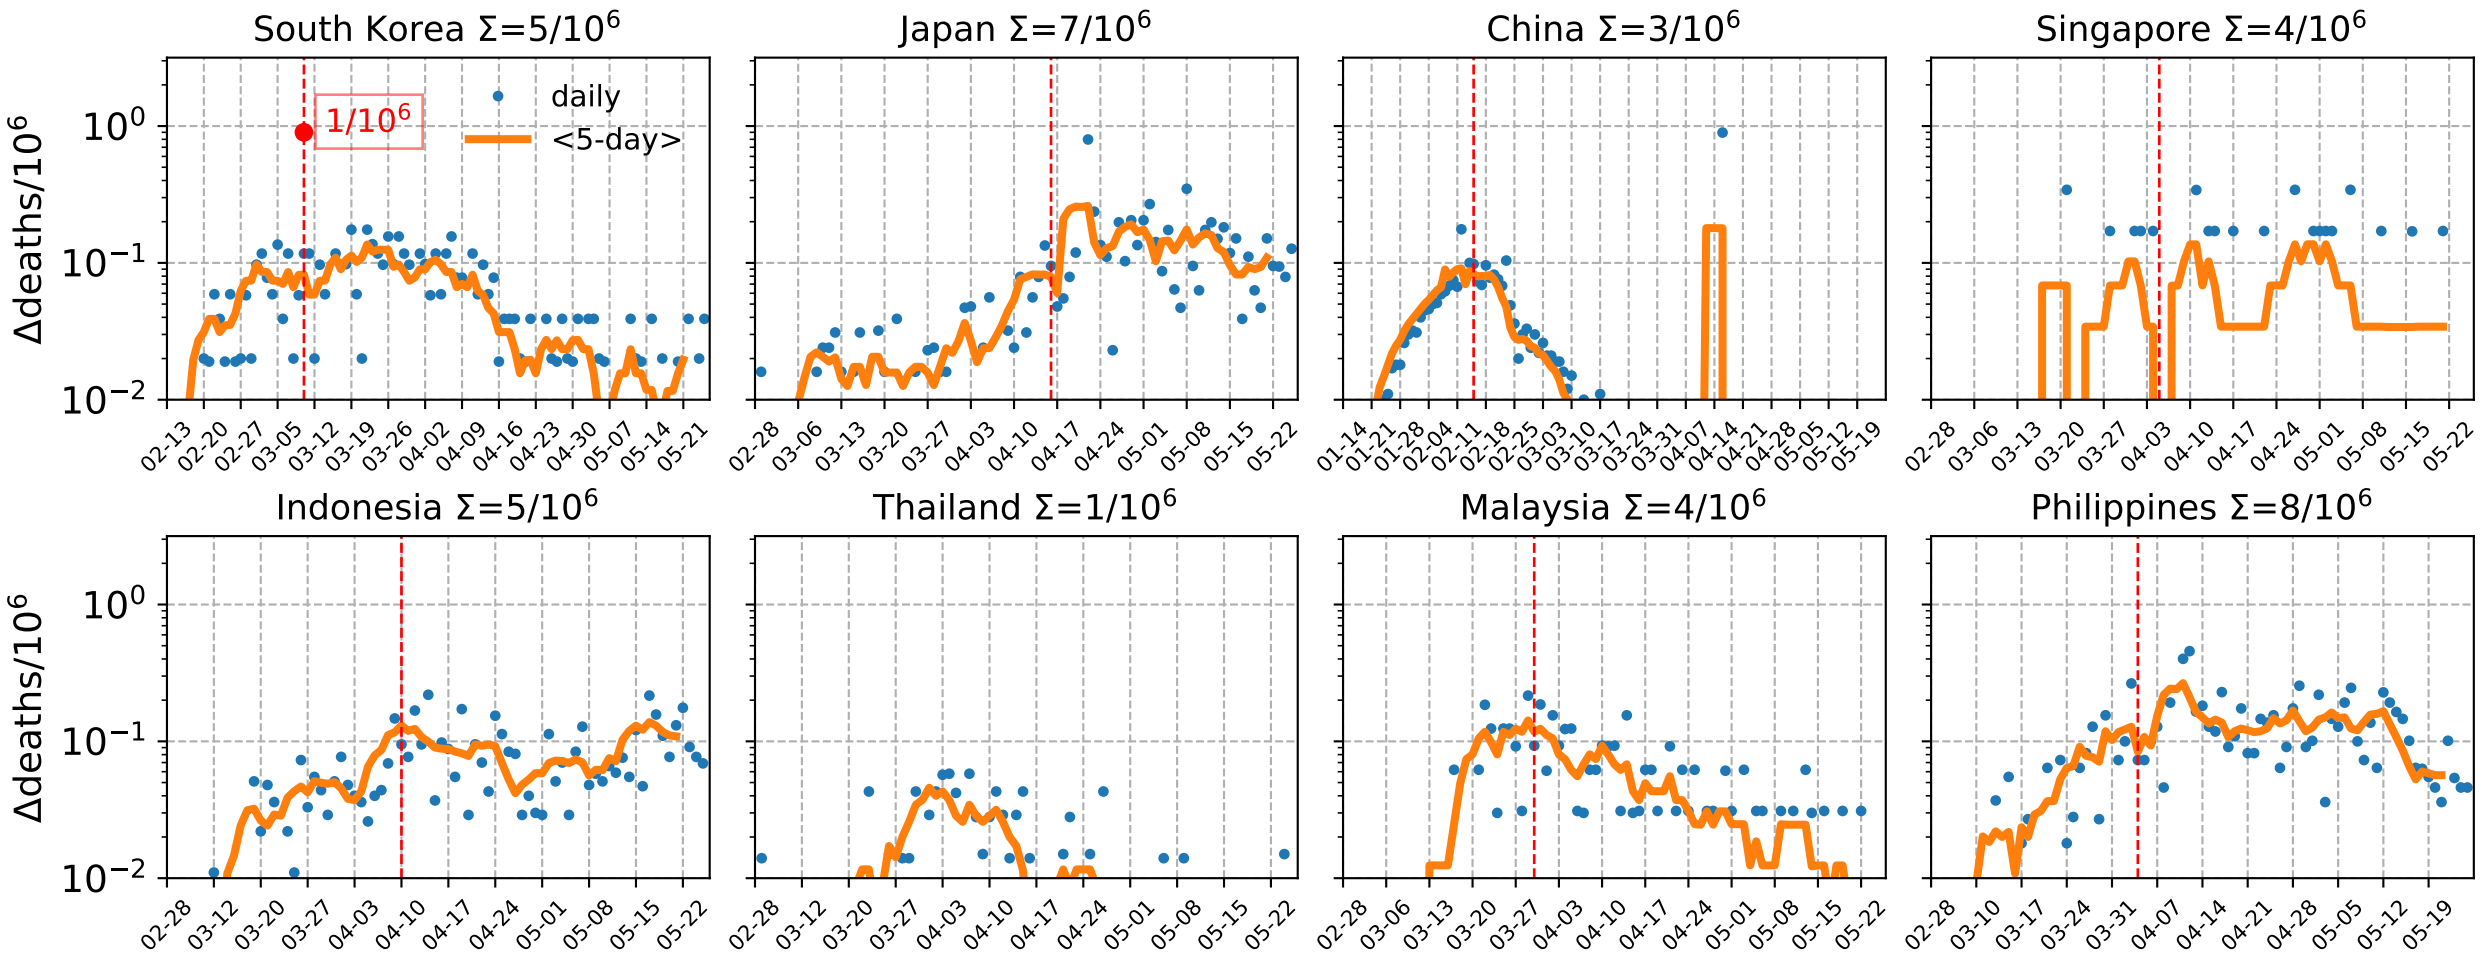 South Korea Σ=5/10⁶
Japan Σ=7/10⁶
China Σ=3/10⁶
Singapore Σ=4/10⁶
Δdeaths/10⁶
10⁰
10⁻¹
10⁻²
1/10⁶
daily
<5-day>
02-13 02-20 02-27 03-05 03-12 03-19 03-26 04-02 04-09 04-16 04-23 04-30 05-07 05-14 05-21
02-28 03-06 03-13 03-20 03-27 04-03 04-10 04-17 04-24 05-01 05-08 05-15 05-22
01-14 01-21 01-28 02-04 02-11 02-18 02-25 03-03 03-10 03-17 03-24 03-31 04-07 04-14 04-21 04-28 05-05 05-12 05-19
02-28 03-06 03-13 03-20 03-27 04-03 04-10 04-17 04-24 05-01 05-08 05-15 05-22
Indonesia Σ=5/10⁶
Thailand Σ=1/10⁶
Malaysia Σ=4/10⁶
Philippines Σ=8/10⁶
Δdeaths/10⁶
10⁰
10⁻¹
10⁻²
02-28 03-12 03-20 03-27 04-03 04-10 04-17 04-24 05-01 05-08 05-15 05-22
02-28 03-12 03-20 03-27 04-03 04-10 04-17 04-24 05-01 05-08 05-15 05-22
02-28 03-06 03-13 03-20 03-27 04-03 04-10 04-17 04-24 05-01 05-08 05-15 05-22
02-28 03-10 03-17 03-24 03-31 04-07 04-14 04-21 04-28 05-05 05-12 05-19